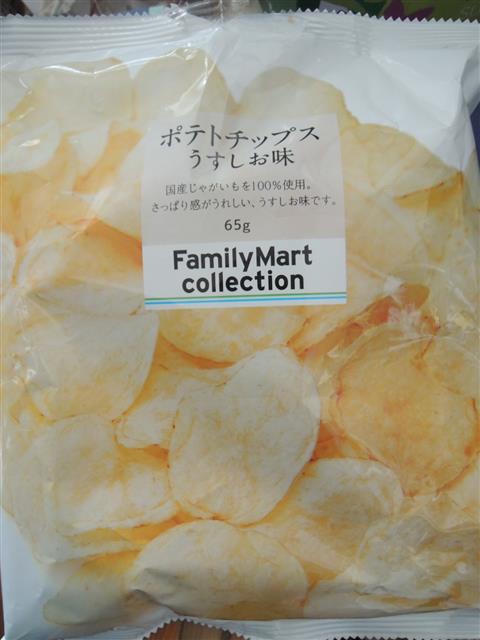 ポテトチップス
うすしお味
国産じゃがいもを100%使用。
さっぱり感がうれしい、うすしお味です。
65g
FamilyMart
collection